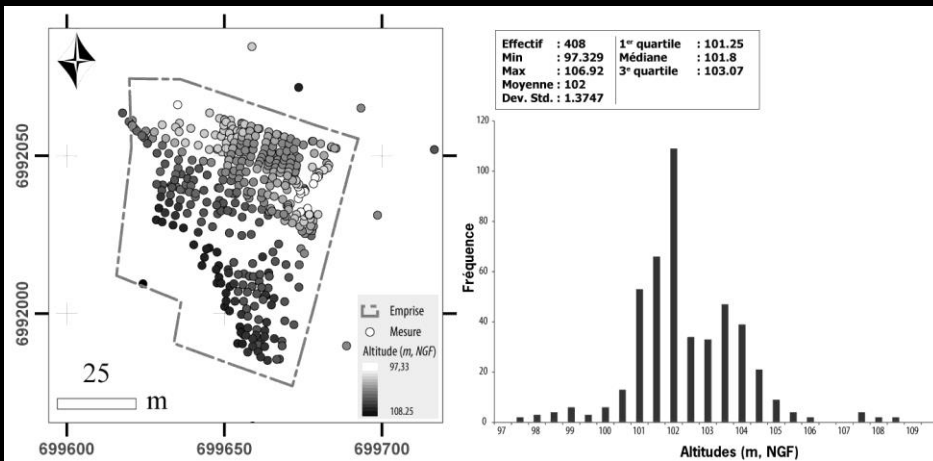 6992050
6992000
699600
699650
699700
25
m
Emprise
Mesure
Altitude (m, NGF)
97,33
108.25
Effectif : 408
Min : 97.329
Max : 106.92
Moyenne : 102
Dev. Std. : 1.3747
1er quartile : 101.25
Médiane : 101.8
3e quartile : 103.07
Fréquence
120
100
80
60
40
20
0
97 98 99 100 101 102 103 104 105 106 107 108 109
Altitudes (m, NGF)